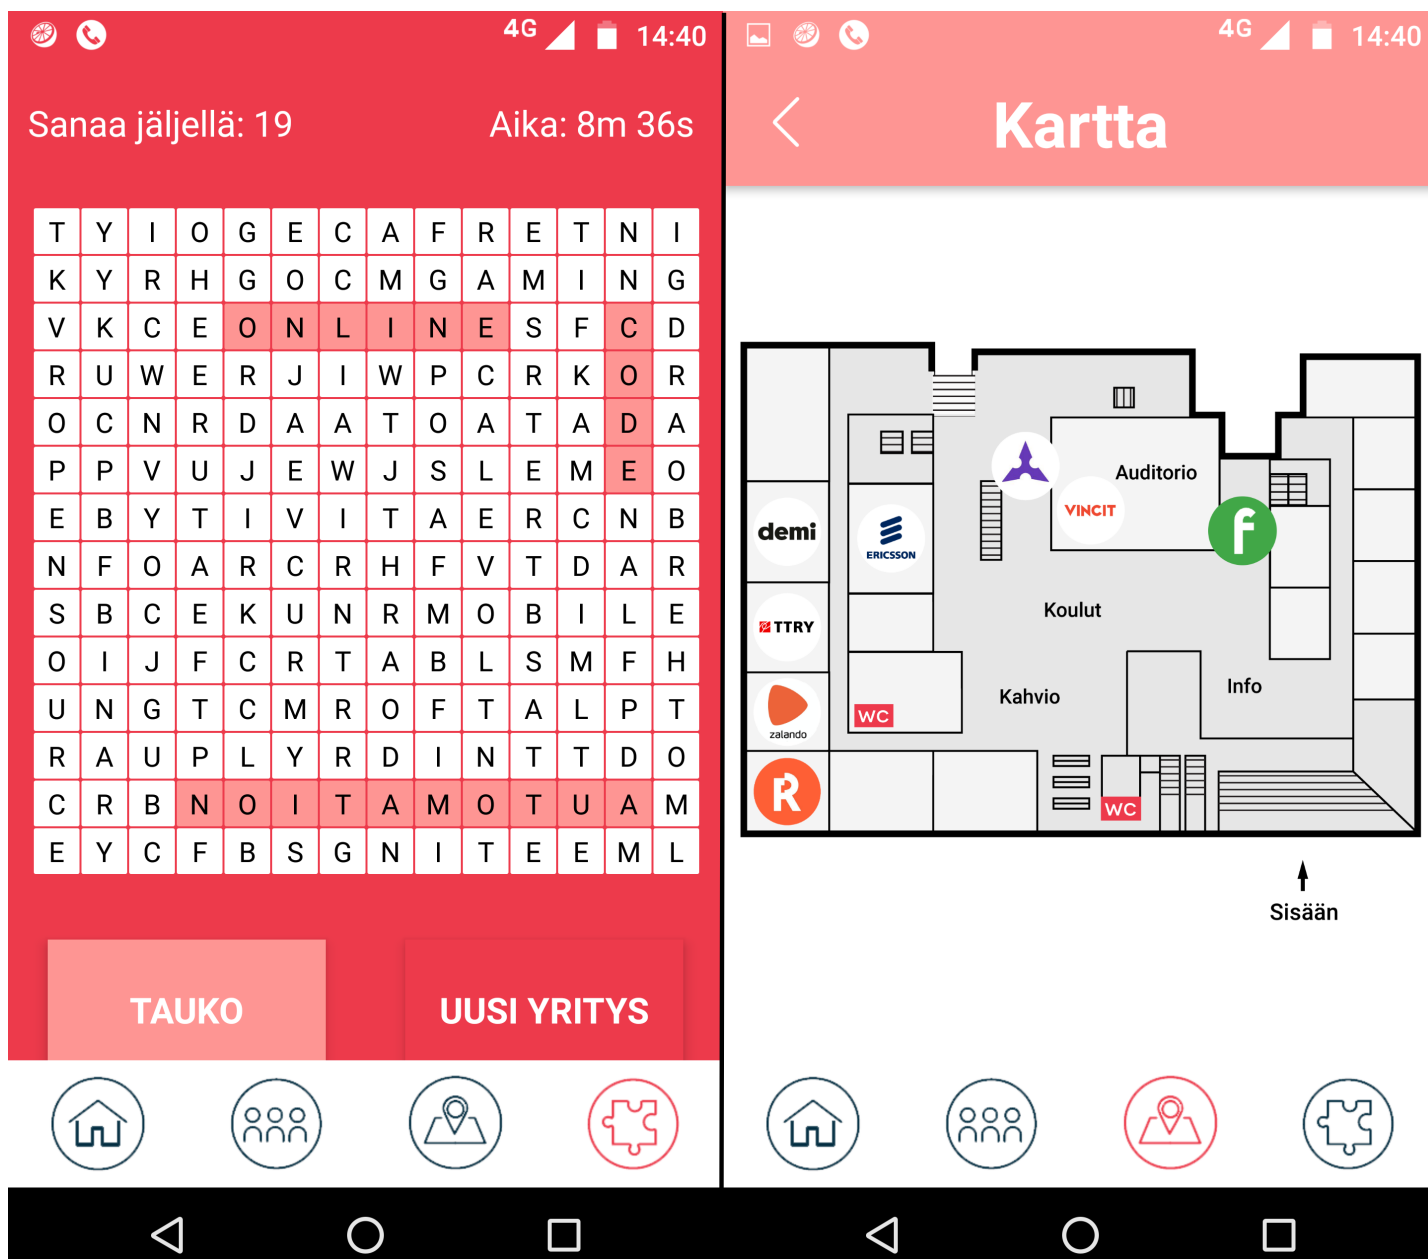 4G 14:40
Sanaa jäljellä: 19 Aika: 8m 36s
T Y I O G E C A F R E T N I
K Y R H G O C M G A M I N G
V K C E O N L I N E S F C D
R U W E R J I W P C R K O R
O C N R D A A T O A T A D A
P P V U J E W J S L E M E O
E B Y T I V I T A E R C N B
N F O A R C R H F V T D A R
S B C E K U N R M O B I L E
O I J F C R T A B L S M F H
U N G T C M R O F T A L P T
R A U P L Y R D I N T T D O
C R B N O I T A M O T U A M
E Y C F B S G N I T E E M L
TAUKO UUSI YRITYS
4G 14:40
Kartta
Auditorio
VINCIT
demi
ERICSSON
f
TTRY
Koulut
Info
Kahvio
WC
zalando
R
WC
Sisään